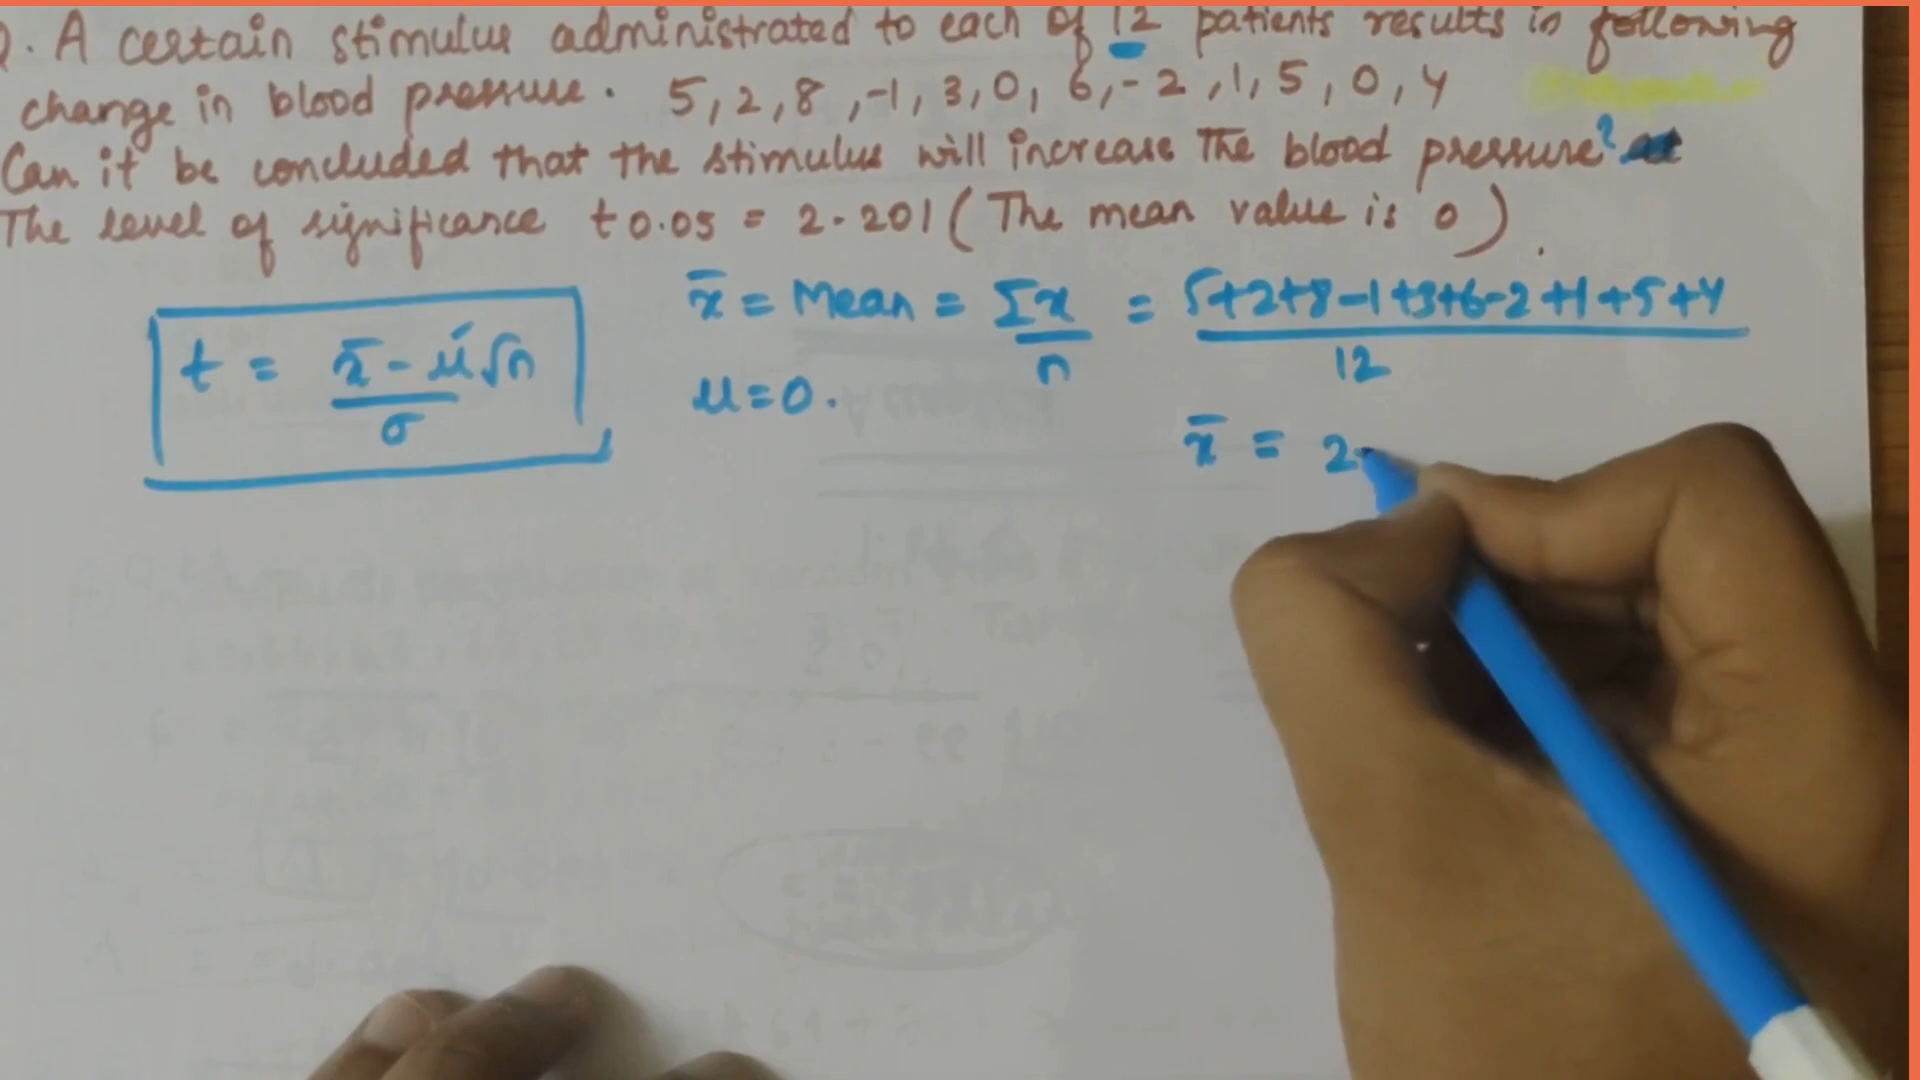 . A certain stimulus administrated to each of 12 patients results in following
change in blood pressure. 5, 2, 8, -1, 3, 0, 6, -2, 1, 5, 0, 4
Can it be concluded that the stimulus will increase the blood pressure?
The level of significance t0.05 = 2.201 (The mean value is 0).
x̄ = Mean = Σx/n = 5+2+8-1+3+6-2+1+5+4/12
t = x̄ - μ/σ √n
μ = 0.
x̄ = 2.